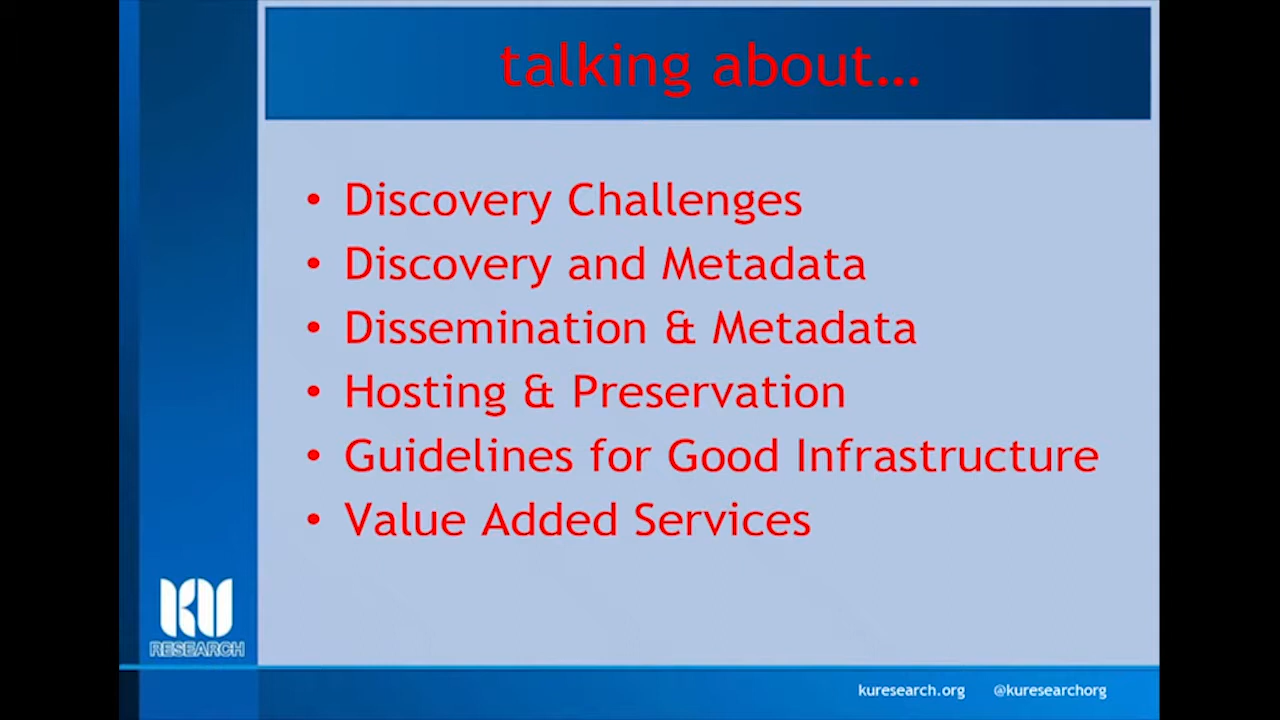 talking about…
• Discovery Challenges
• Discovery and Metadata
• Dissemination & Metadata
• Hosting & Preservation
• Guidelines for Good Infrastructure
• Value Added Services
KU
RESEARCH
kuresearch.org @kuresearchorg